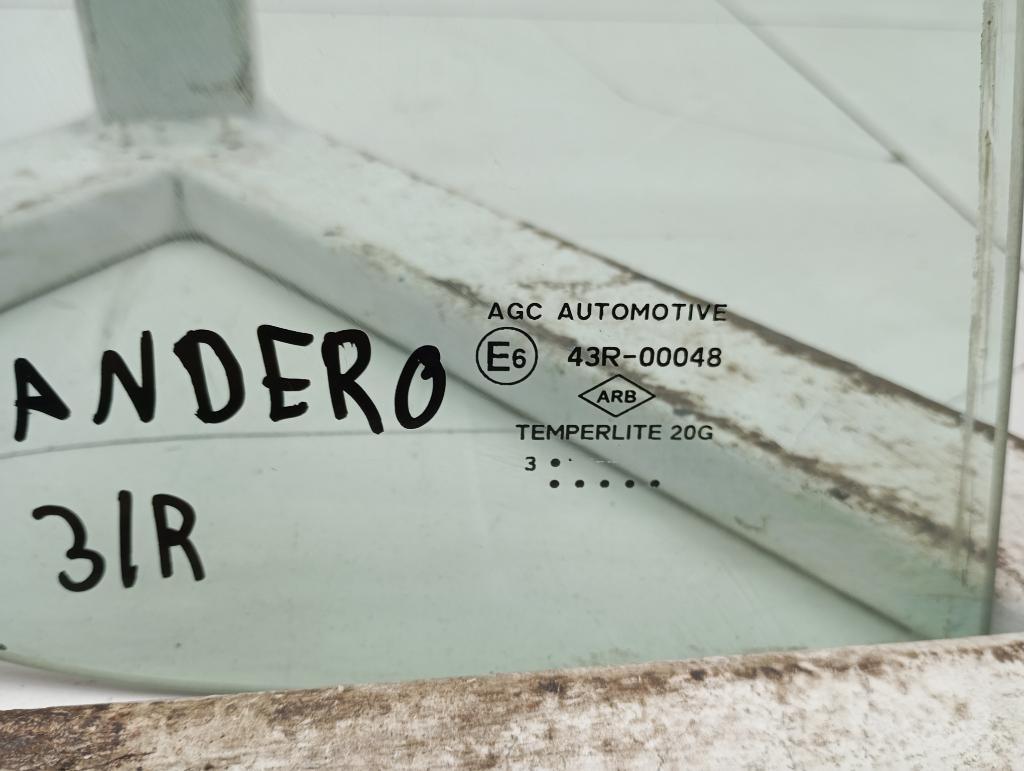 AGC AUTOMOTIVE
E6 43R-00048
ARB
TEMPERLITE 20G
3
ANDERO
31R